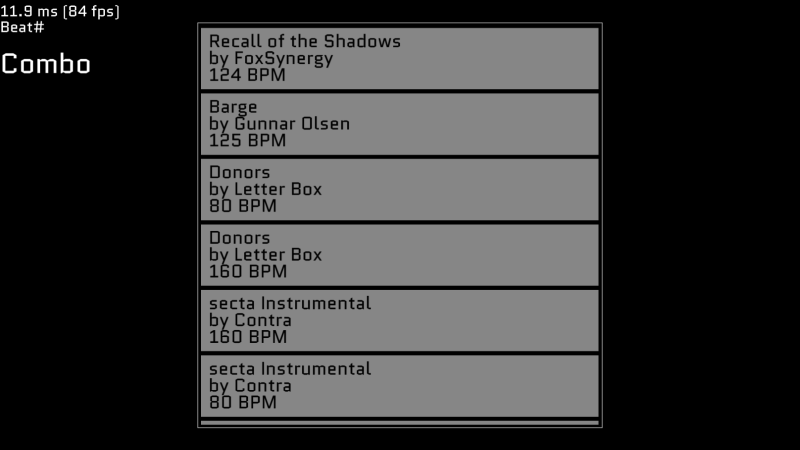 11.9 ms (84 fps)
Beat#
Combo
Recall of the Shadows
by FoxSynergy
124 BPM
Barge
by Gunnar Olsen
125 BPM
Donors
by Letter Box
80 BPM
Donors
by Letter Box
160 BPM
secta Instrumental
by Contra
160 BPM
secta Instrumental
by Contra
80 BPM